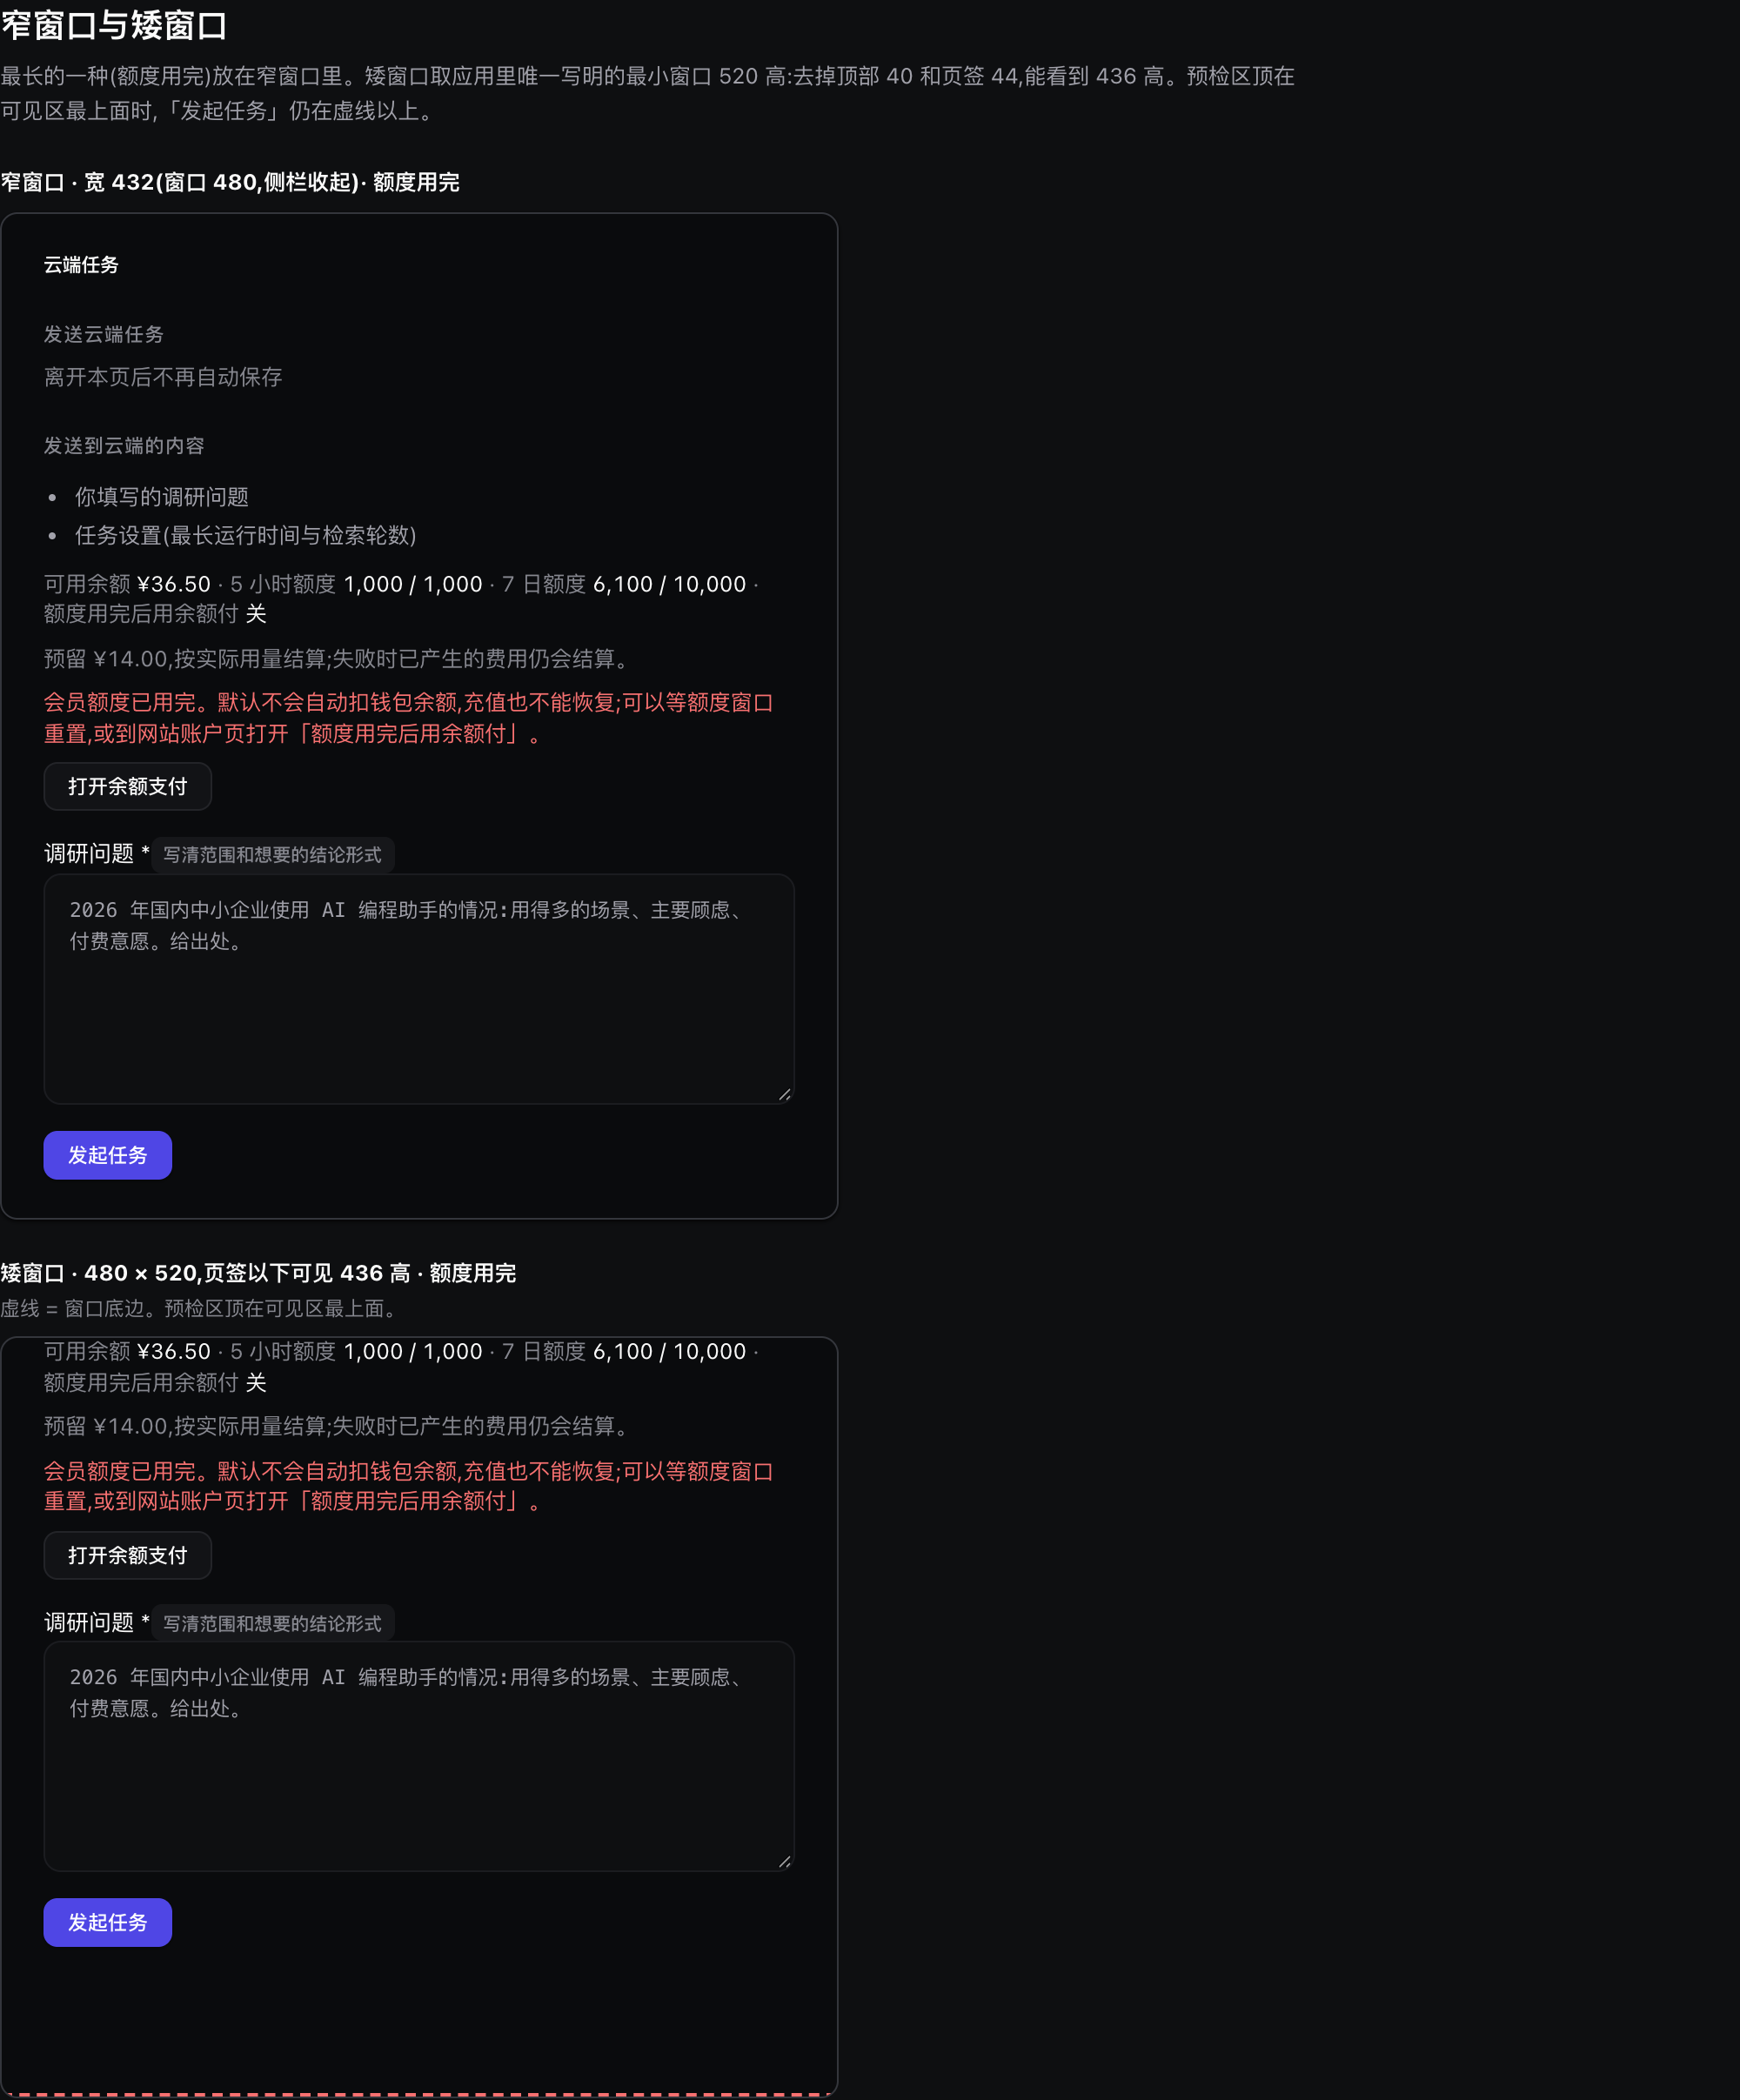 窄窗口与矮窗口
最长的一种(额度用完)放在窄窗口里。矮窗口取应用里唯一写明的最小窗口 520 高:去掉顶部 40 和页签 44,能看到 436 高。预检区顶在
可见区最上面时,「发起任务」仍在虚线以上。
窄窗口 · 宽 432(窗口 480,侧栏收起)· 额度用完
云端任务
发送云端任务
离开本页后不再自动保存
发送到云端的内容
• 你填写的调研问题
• 任务设置(最长运行时间与检索轮数)
可用余额 ¥36.50 · 5 小时额度 1,000 / 1,000 · 7 日额度 6,100 / 10,000 ·
额度用完后用余额付 关
预留 ¥14.00,按实际用量结算;失败时已产生的费用仍会结算。
会员额度已用完。默认不会自动扣钱包余额,充值也不能恢复;可以等额度窗口
重置,或到网站账户页打开「额度用完后用余额付」。
打开余额支付
调研问题 * 写清范围和想要的结论形式
2026 年国内中小企业使用 AI 编程助手的情况:用得多的场景、主要顾虑、
付费意愿。给出处。
发起任务
矮窗口 · 480 × 520,页签以下可见 436 高 · 额度用完
虚线 = 窗口底边。预检区顶在可见区最上面。
可用余额 ¥36.50 · 5 小时额度 1,000 / 1,000 · 7 日额度 6,100 / 10,000 ·
额度用完后用余额付 关
预留 ¥14.00,按实际用量结算;失败时已产生的费用仍会结算。
会员额度已用完。默认不会自动扣钱包余额,充值也不能恢复;可以等额度窗口
重置,或到网站账户页打开「额度用完后用余额付」。
打开余额支付
调研问题 * 写清范围和想要的结论形式
2026 年国内中小企业使用 AI 编程助手的情况:用得多的场景、主要顾虑、
付费意愿。给出处。
发起任务